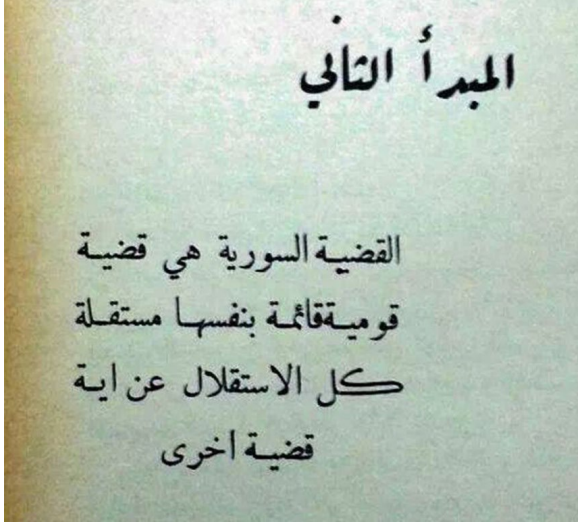 المبدأ الثاني
القضية السورية هي قضية
قومية قائمة بنفسها مستقلة
كل الاستقلال عن اية
قضية اخرى